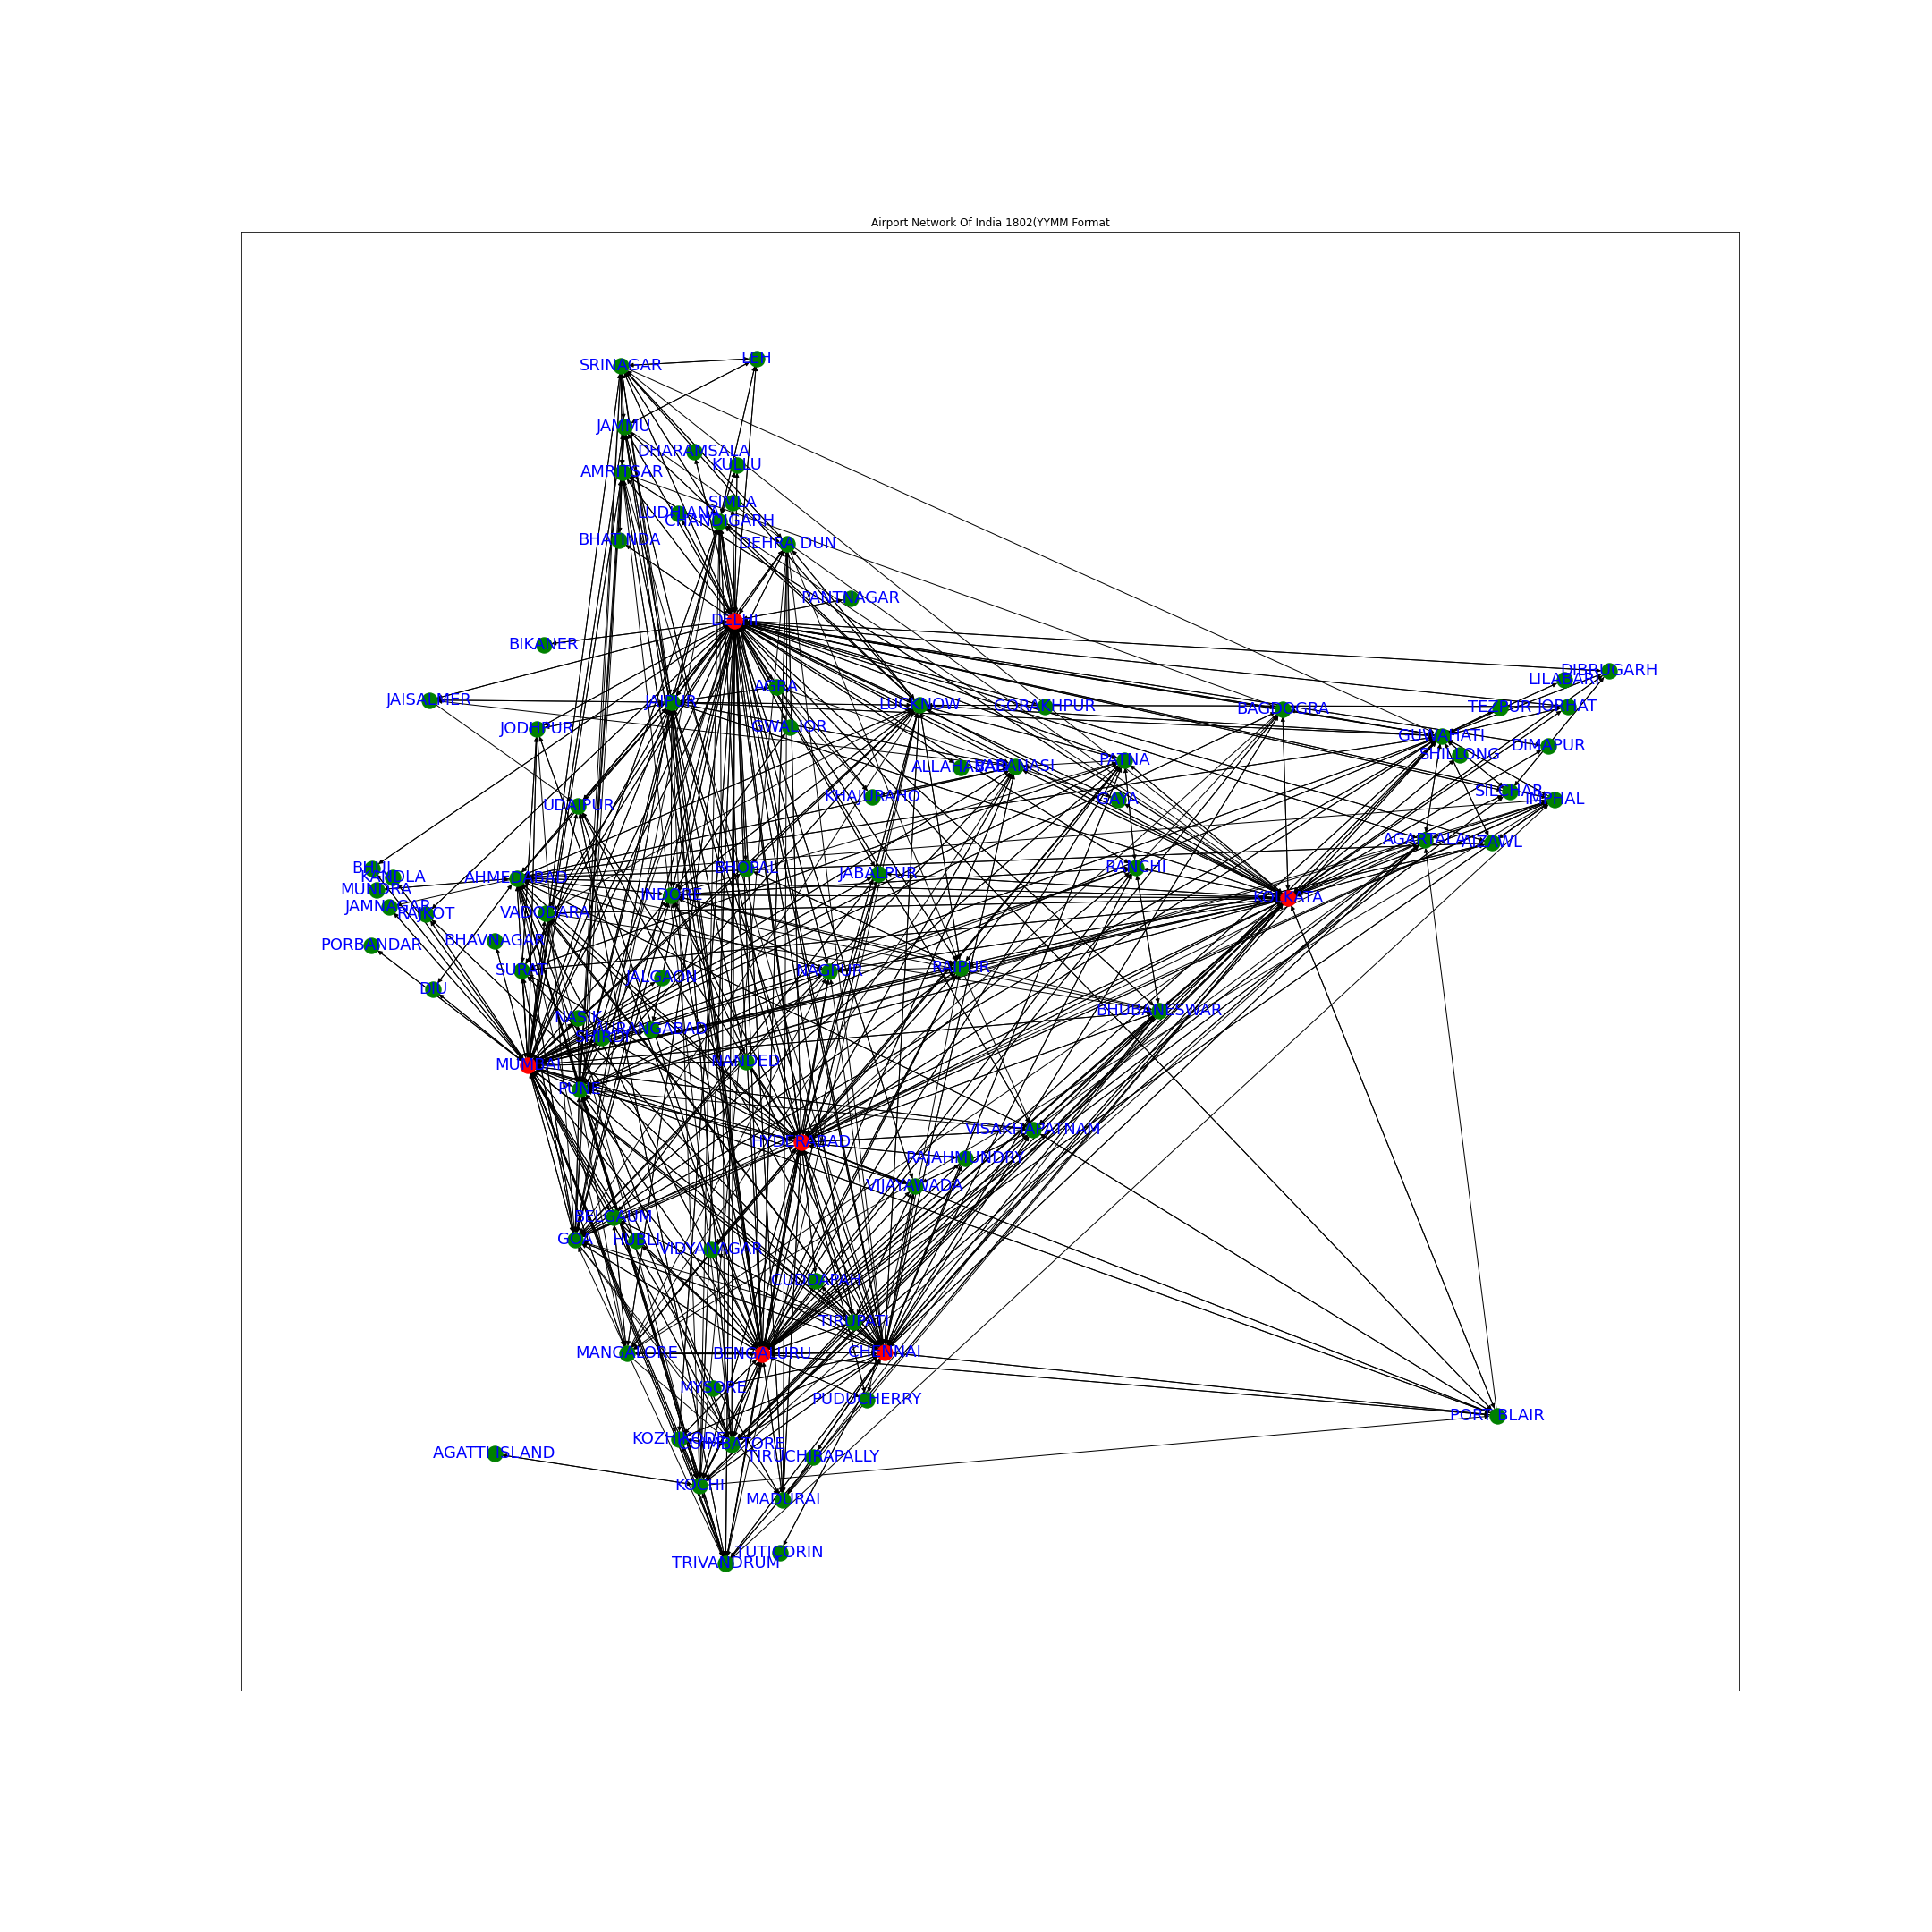 Airport Network Of India 1802(YYMM Format
LEH
SRINAGAR
JAMMU
DHARAMSALA
KULLU
AMRITSAR
SIMLA
LUDHIANA
CHANDIGARH
BHATINDA
DEHRA DUN
PANTNAGAR
DELHI
BIKANER
DIBRUGARH
LILABARI
AGRA
JAISALMER
JAIPUR
LUCKNOW
GORAKHPUR
BAGDOGRA
TEZPUR
JORHAT
JODHPUR
GWALIOR
GUWAHATI
DIMAPUR
SHILLONG
ALLAHABAD
VARANASI
PATNA
KHAJURAHO
GAYA
SILCHAR
IMPHAL
UDAIPUR
AGARTALA
AIZAWL
BHUJ
KANDLA
MUNDRA
AHMEDABAD
BHOPAL
JABALPUR
RANCHI
INDORE
KOLKATA
JAMNAGAR
RAJKOT
VADODARA
PORBANDAR
BHAVNAGAR
SURAT
JALGAON
NAGPUR
RAIPUR
DIU
BHUBANESWAR
NASIK
AURANGABAD
SHIRDI
MUMBAI
NANDED
PUNE
HYDERABAD
VISAKHAPATNAM
RAJAHMUNDRY
VIJAYAWADA
BELGAUM
GOA
HUBLI
VIDYANAGAR
CUDDAPAH
TIRUPATI
MANGALORE
BENGALURU
CHENNAI
MYSORE
PUDUCHERRY
PORT BLAIR
KOZHIKODE
COIMBATORE
AGATTI ISLAND
TIRUCHIRAPALLY
KOCHI
MADURAI
TUTICORIN
TRIVANDRUM